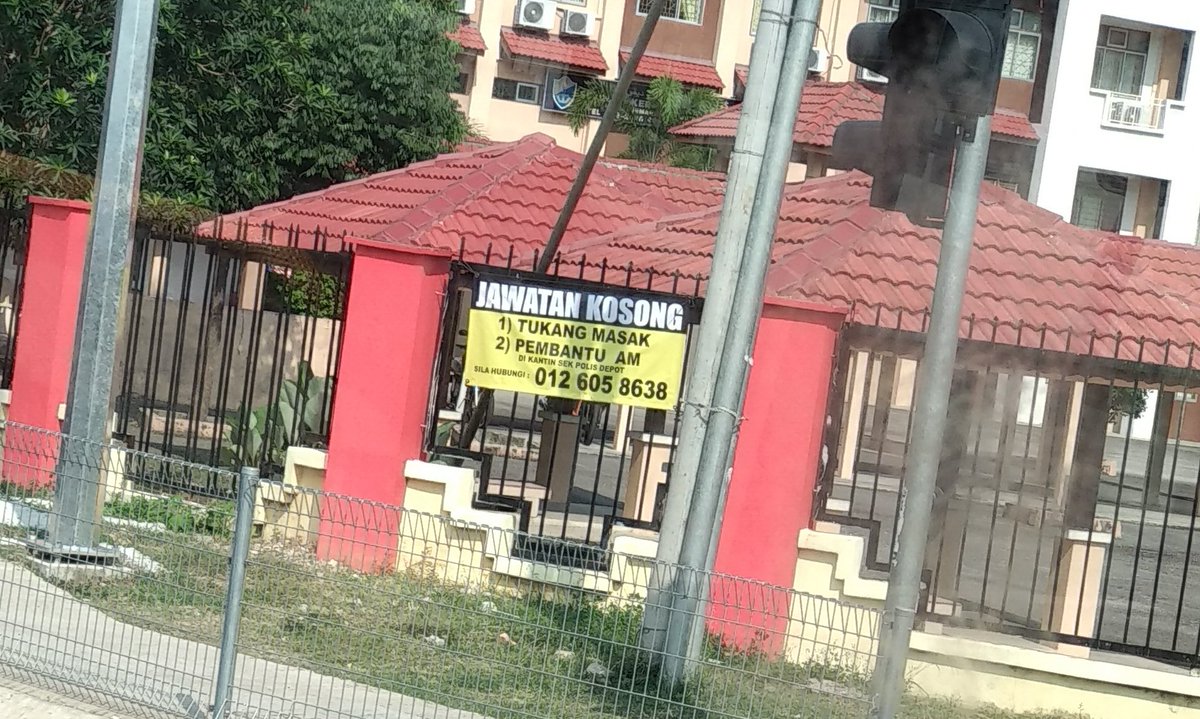 JAWATAN KOSONG
1) TUKANG MASAK
2) PEMBANTU AM
DI KANTIN SEK POLIS DEPOT
SILA HUBUNGI : 012 605 8638